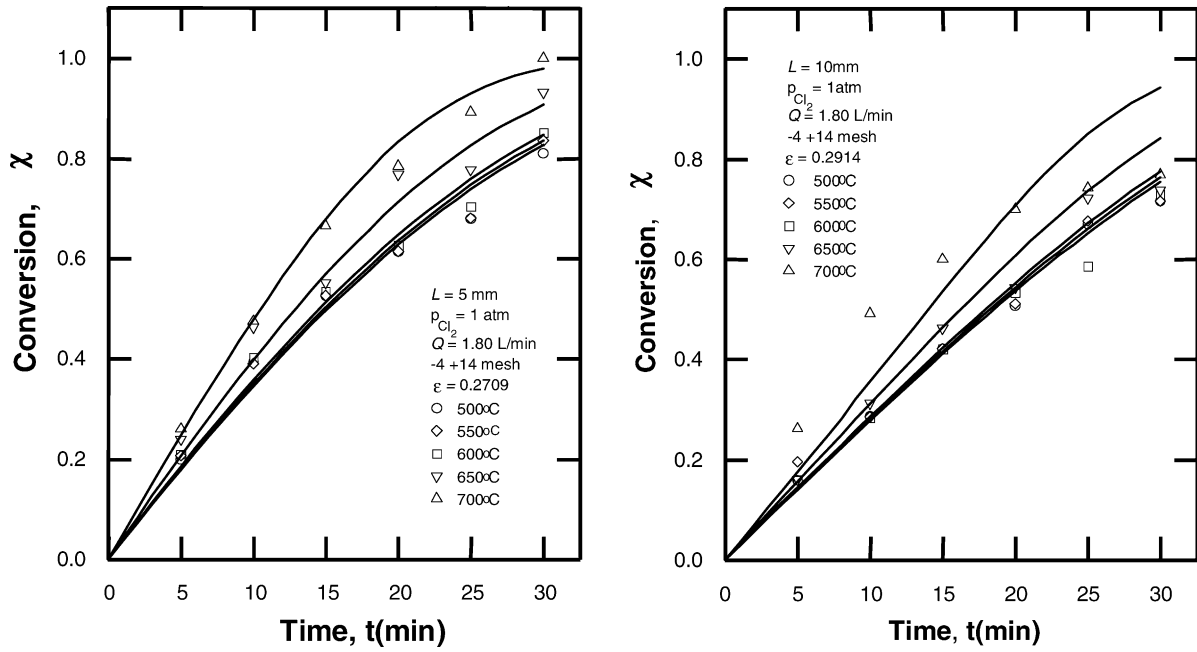 1.0
0.8
0.6
0.4
0.2
0.0
Conversion, χ
L = 5 mm
pCl2 = 1 atm
Q = 1.80 L/min
-4 +14 mesh
ε = 0.2709
500ºC
550ºC
600ºC
650ºC
700ºC
0 5 10 15 20 25 30
Time, t(min)
1.0
0.8
0.6
0.4
0.2
0.0
Conversion, χ
L = 10mm
pCl2 = 1atm
Q = 1.80 L/min
-4 +14 mesh
ε = 0.2914
500ºC
550ºC
600ºC
650ºC
700ºC
0 5 10 15 20 25 30
Time, t(min)